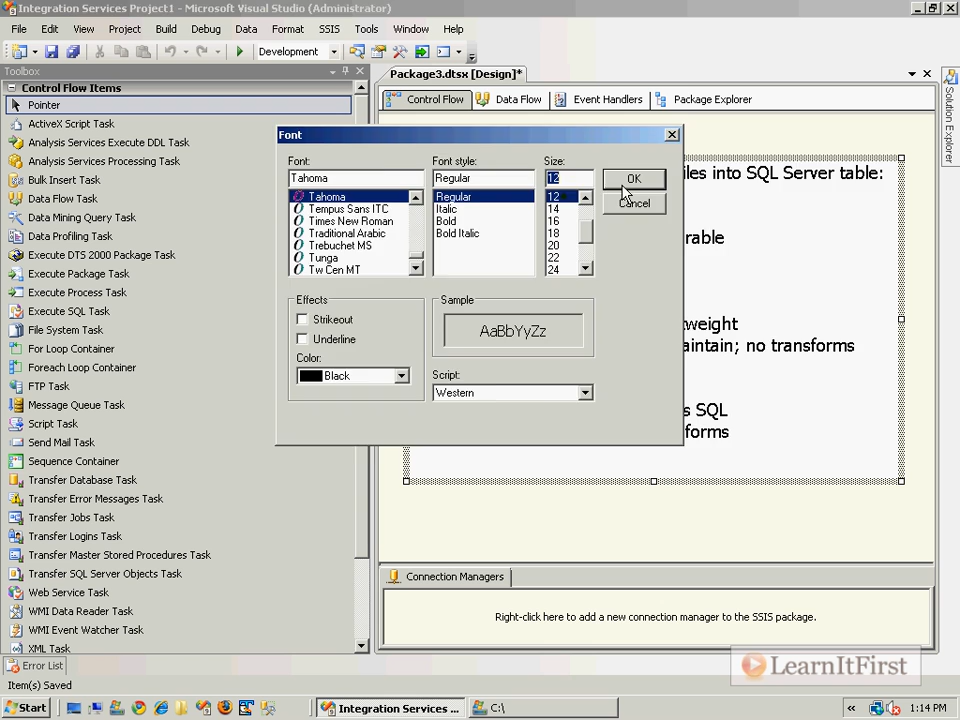 Integration Services Project1 - Microsoft Visual Studio (Administrator)
File Edit View Project Build Debug Data Format SSIS Tools Window Help
Development
Toolbox
Package3.dtsx [Design]*
Control Flow Items
Control Flow Data Flow Event Handlers Package Explorer
Solution Explorer
Pointer
ActiveX Script Task
Analysis Services Execute DDL Task
Analysis Services Processing Task
Bulk Insert Task
Data Flow Task
Data Mining Query Task
Data Profiling Task
Execute DTS 2000 Package Task
Execute Package Task
Execute Process Task
Execute SQL Task
File System Task
For Loop Container
Foreach Loop Container
FTP Task
Message Queue Task
Script Task
Send Mail Task
Sequence Container
Transfer Database Task
Transfer Error Messages Task
Transfer Jobs Task
Transfer Logins Task
Transfer Master Stored Procedures Task
Transfer SQL Server Objects Task
Web Service Task
WMI Data Reader Task
WMI Event Watcher Task
XML Task
Font
Font: Font style: Size:
Tahoma Regular 12
OK
Cancel
Tahoma
Tempus Sans ITC
Times New Roman
Traditional Arabic
Trebuchet MS
Tunga
Tw Cen MT
Regular
Italic
Bold
Bold Italic
12
14
16
18
20
22
24
Effects
Strikeout
Underline
Color:
Black
Sample
AaBbYyZz
Script:
Western
iles into SQL Server table:
rable
tweight
aintain; no transforms
s SQL
forms
Connection Managers
Right-click here to add a new connection manager to the SSIS package.
LearnItFirst
Error List
Item(s) Saved
Start
Integration Services ...
C:\
«
1:14 PM